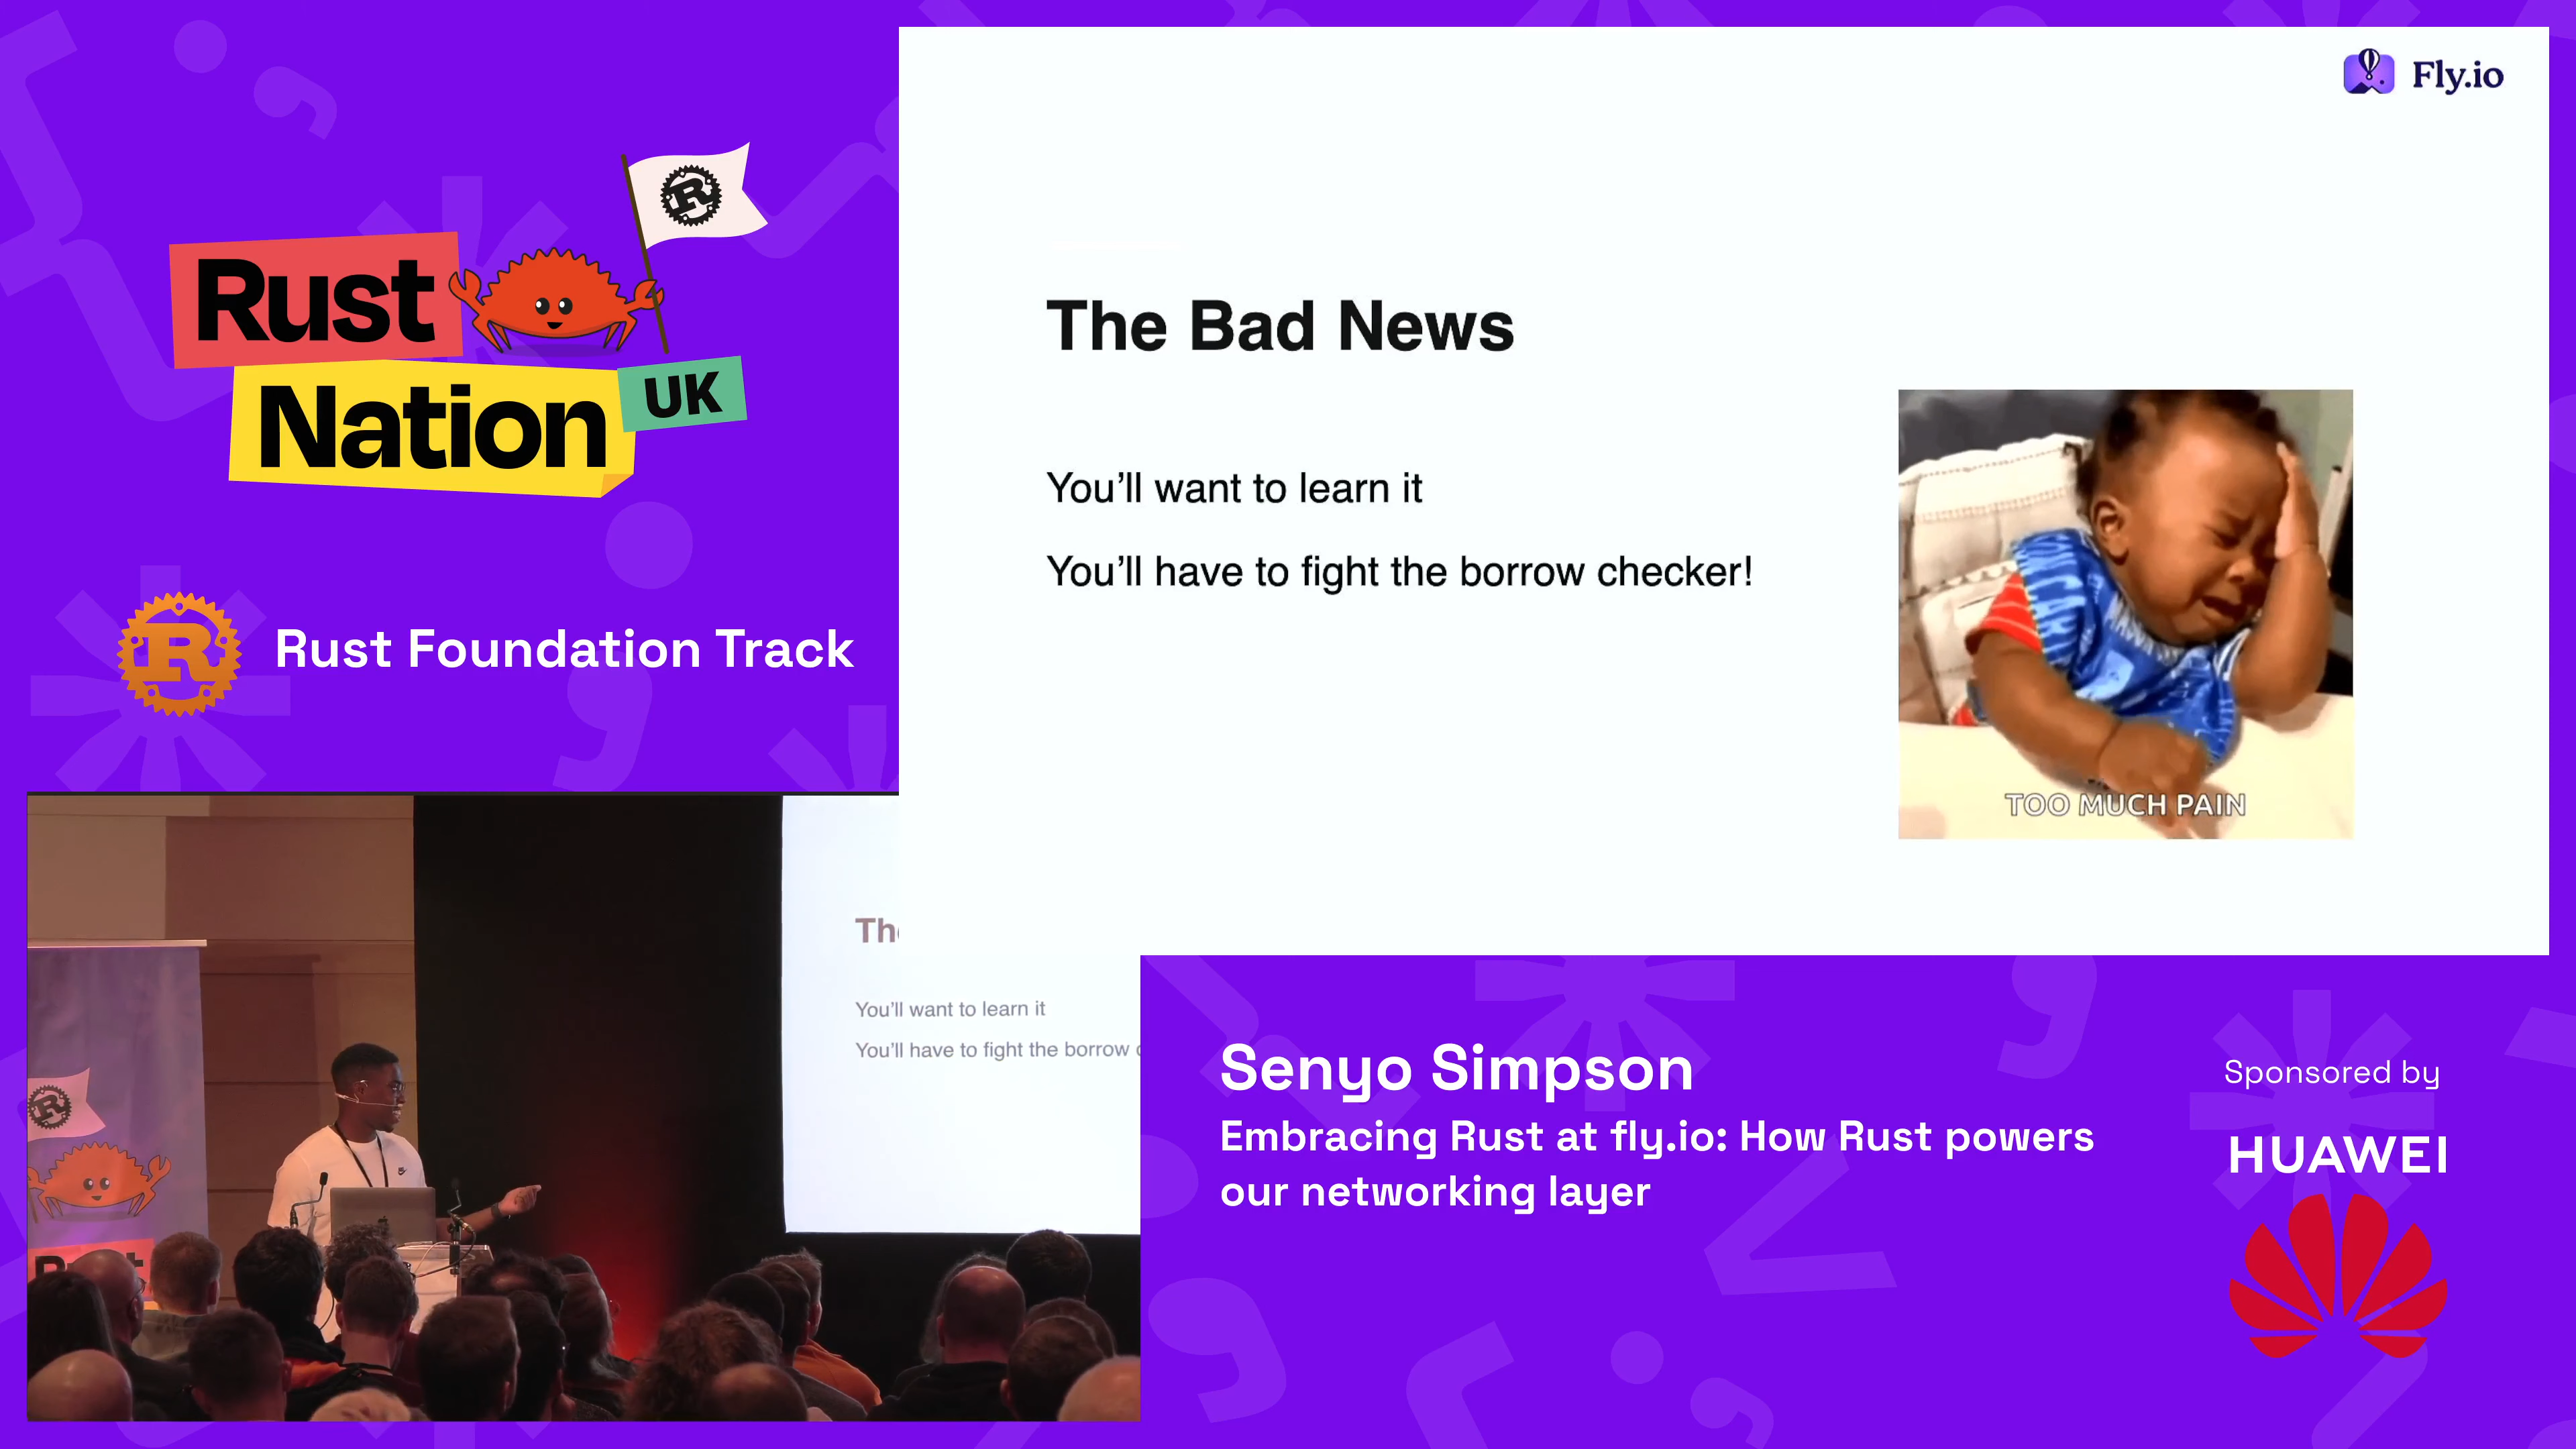 Rust
Nation
UK
R
R
Rust Foundation Track
Fly.io
The Bad News
You'll want to learn it
You'll have to fight the borrow checker!
TOO MUCH PAIN
Th
You'll want to learn it
You'll have to fight the borrow
R
Senyo Simpson
Embracing Rust at fly.io: How Rust powers
our networking layer
Sponsored by
HUAWEI